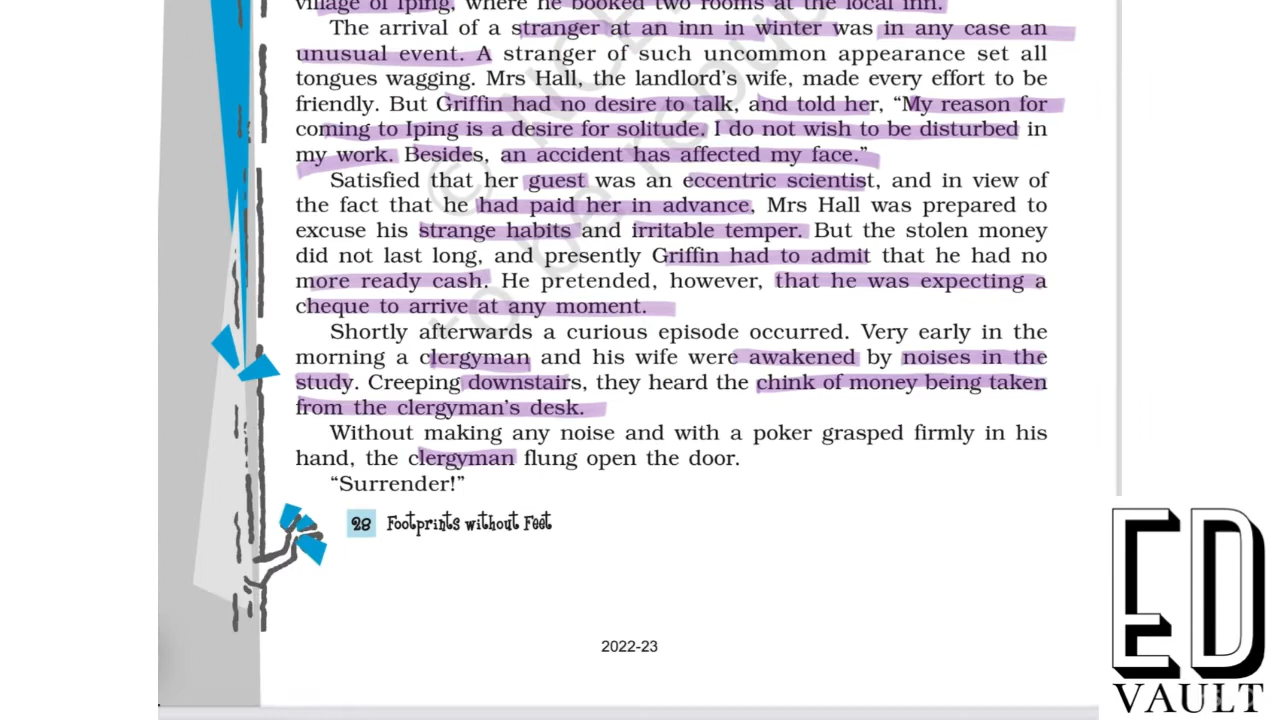 village of Iping, where he booked two rooms at the local inn.
The arrival of a stranger at an inn in winter was in any case an
unusual event. A stranger of such uncommon appearance set all
tongues wagging. Mrs Hall, the landlord’s wife, made every effort to be
friendly. But Griffin had no desire to talk, and told her, “My reason for
coming to Iping is a desire for solitude. I do not wish to be disturbed in
my work. Besides, an accident has affected my face.”
Satisfied that her guest was an eccentric scientist, and in view of
the fact that he had paid her in advance, Mrs Hall was prepared to
excuse his strange habits and irritable temper. But the stolen money
did not last long, and presently Griffin had to admit that he had no
more ready cash. He pretended, however, that he was expecting a
cheque to arrive at any moment.
Shortly afterwards a curious episode occurred. Very early in the
morning a clergyman and his wife were awakened by noises in the
study. Creeping downstairs, they heard the chink of money being taken
from the clergyman’s desk.
Without making any noise and with a poker grasped firmly in his
hand, the clergyman flung open the door.
“Surrender!”
28 Footprints without Feet
2022-23
ED
VAULT